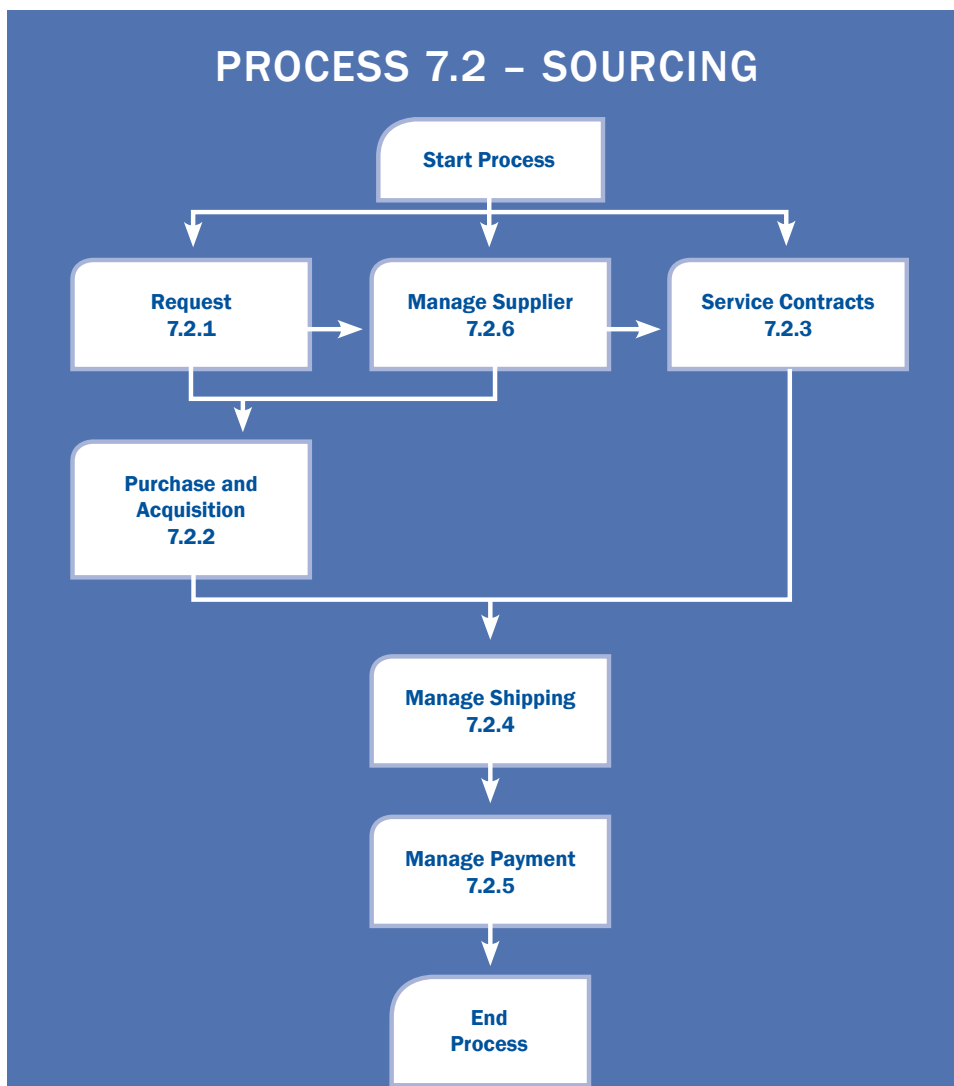 PROCESS 7.2 – SOURCING
Start Process
Request
7.2.1
Manage Supplier
7.2.6
Service Contracts
7.2.3
Purchase and
Acquisition
7.2.2
Manage Shipping
7.2.4
Manage Payment
7.2.5
End
Process